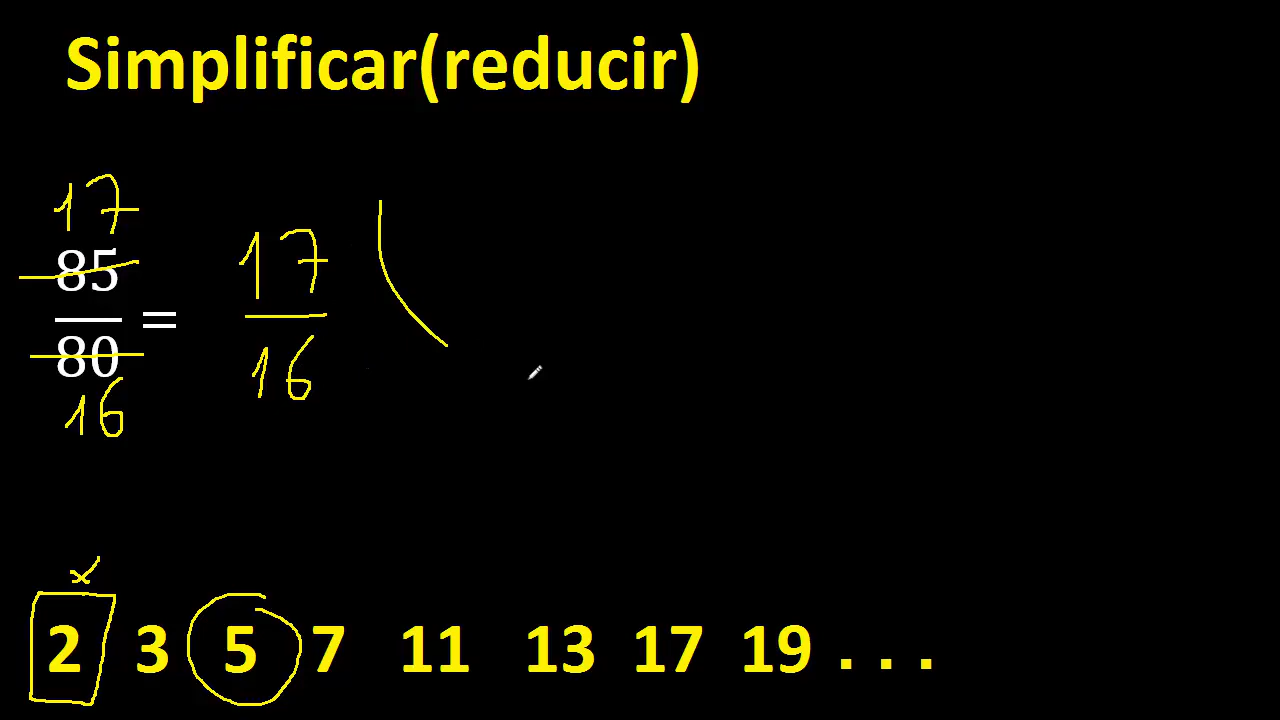 Simplificar(reducir)
17
85
80
16
=
17
16
x
2 3 5 7 11 13 17 19 . . .